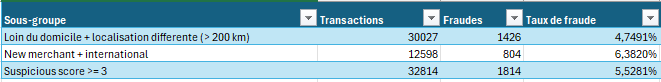 Sous-groupe Transactions Fraudes Taux de fraude
Loin du domicile + localisation differente (> 200 km) 30027 1426 4,7491%
New merchant + international 12598 804 6,3820%
Suspicious score >= 3 32814 1814 5,5281%